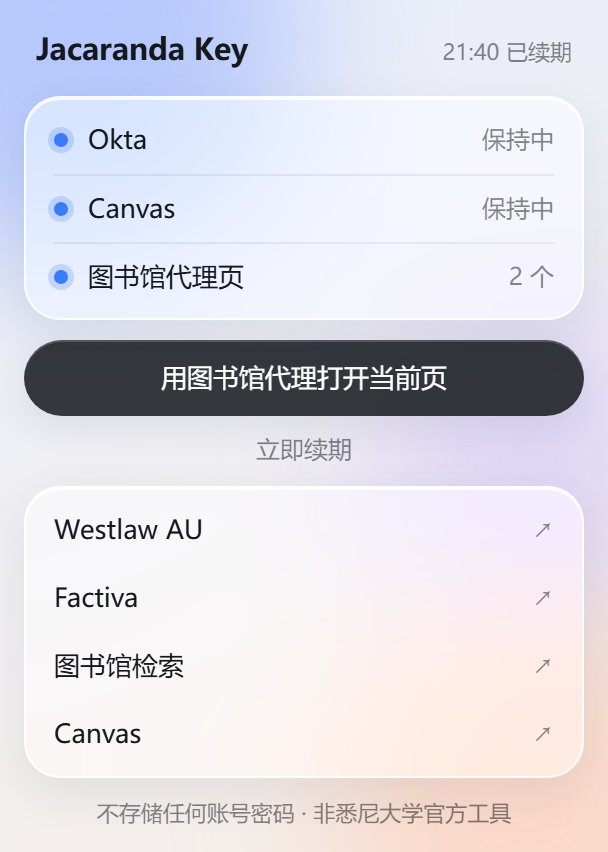 Jacaranda Key 21:40 已续期
Okta 保持中
Canvas 保持中
图书馆代理页 2 个
用图书馆代理打开当前页
立即续期
Westlaw AU ↗
Factiva ↗
图书馆检索 ↗
Canvas ↗
不存储任何账号密码 · 非悉尼大学官方工具